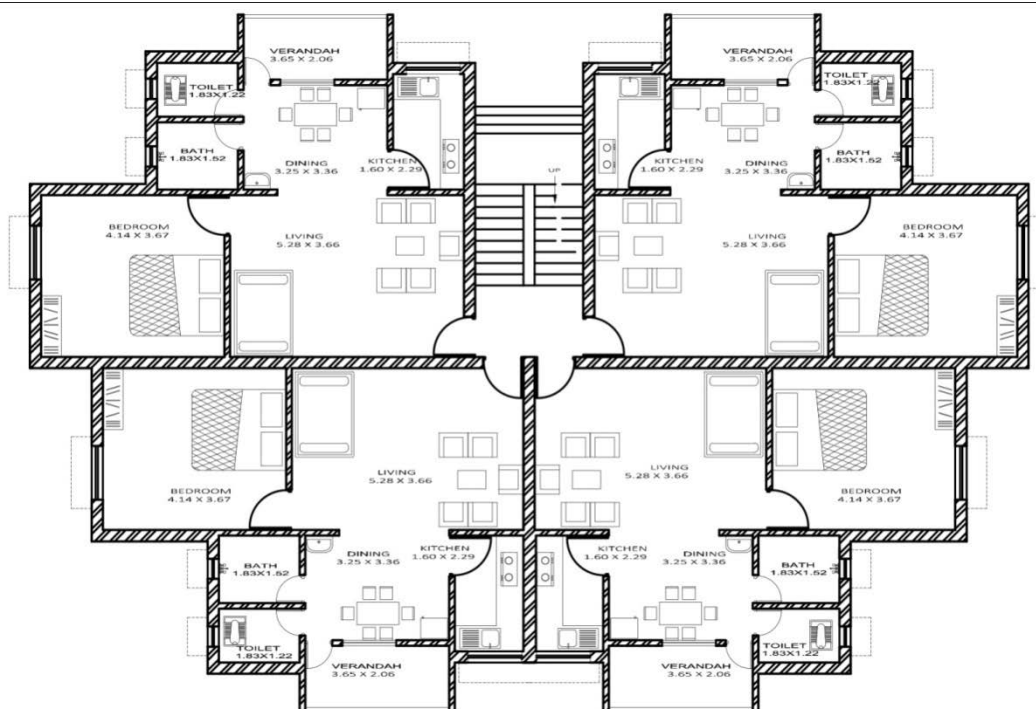 VERANDAH
3.65 X 2.06
VERANDAH
3.65 X 2.06
TOILET
1.83X1.22
TOILET
1.83X1.22
BATH
1.83X1.52
DINING
3.25 X 3.36
KITCHEN
1.60 X 2.29
UP
KITCHEN
1.60 X 2.29
DINING
3.25 X 3.36
BATH
1.83X1.52
BEDROOM
4.14 X 3.67
LIVING
5.28 X 3.66
LIVING
5.28 X 3.66
BEDROOM
4.14 X 3.67
BEDROOM
4.14 X 3.67
LIVING
5.28 X 3.66
LIVING
5.28 X 3.66
BEDROOM
4.14 X 3.67
BATH
1.83X1.52
DINING
3.25 X 3.36
KITCHEN
1.60 X 2.29
KITCHEN
1.60 X 2.29
DINING
3.25 X 3.36
BATH
1.83X1.52
TOILET
1.83X1.22
VERANDAH
3.65 X 2.06
VERANDAH
3.65 X 2.06
TOILET
1.83X1.22